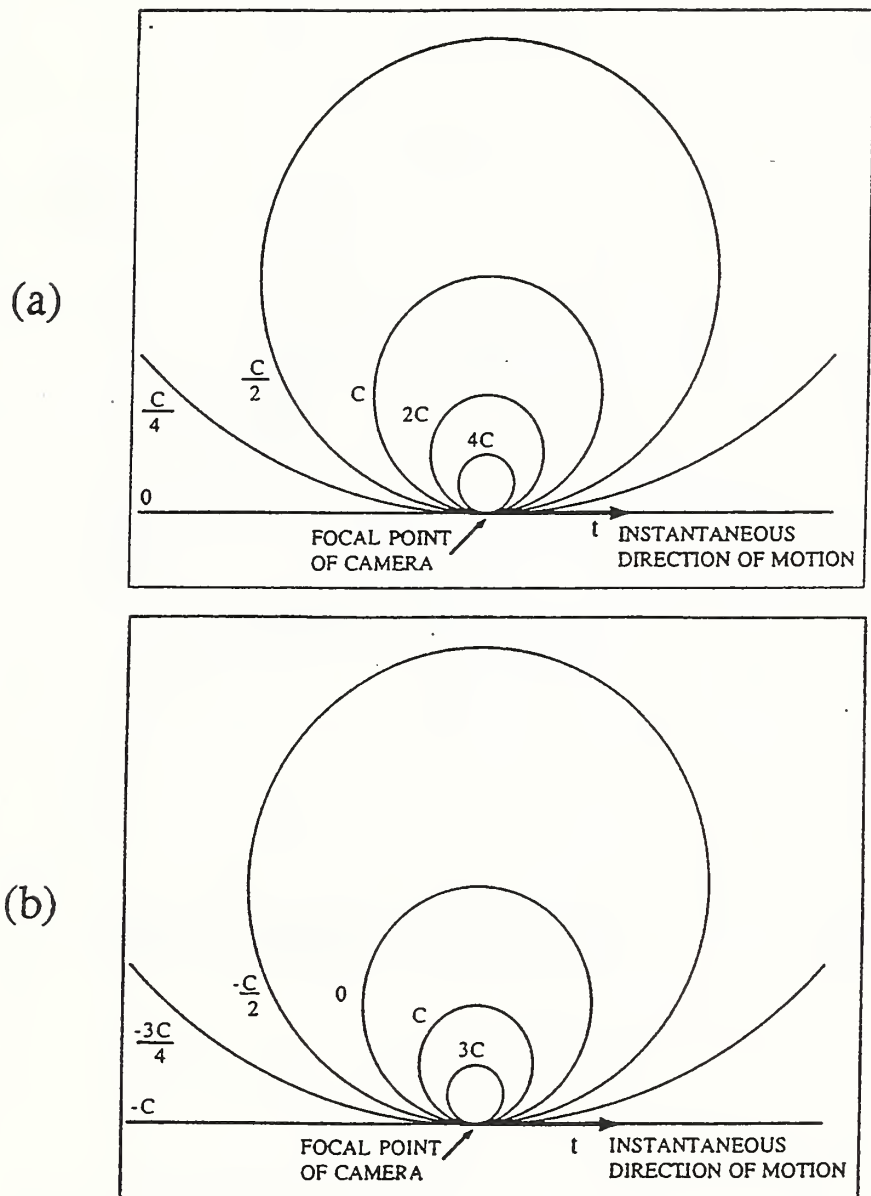 (a)
C/2
C
2C
4C
C/4
0
FOCAL POINT
OF CAMERA
t
INSTANTANEOUS
DIRECTION OF MOTION
(b)
-C/2
0
C
3C
-3C/4
-C
FOCAL POINT
OF CAMERA
t
INSTANTANEOUS
DIRECTION OF MOTION